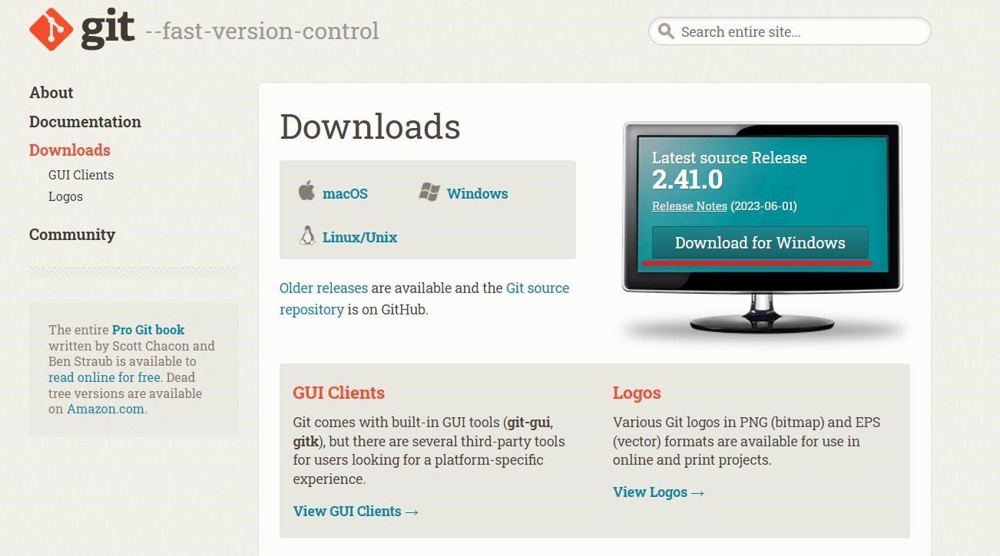 git --fast-version-control
Search entire site...
About
Documentation
Downloads
GUI Clients
Logos
Community
The entire Pro Git book
written by Scott Chacon and
Ben Straub is available to
read online for free. Dead
tree versions are available
on Amazon.com.
Downloads
macOS
Windows
Linux/Unix
Older releases are available and the Git source
repository is on GitHub.
Latest source Release
2.41.0
Release Notes (2023-06-01)
Download for Windows
GUI Clients
Git comes with built-in GUI tools (git-gui,
gitk), but there are several third-party tools
for users looking for a platform-specific
experience.
View GUI Clients →
Logos
Various Git logos in PNG (bitmap) and EPS
(vector) formats are available for use in
online and print projects.
View Logos →